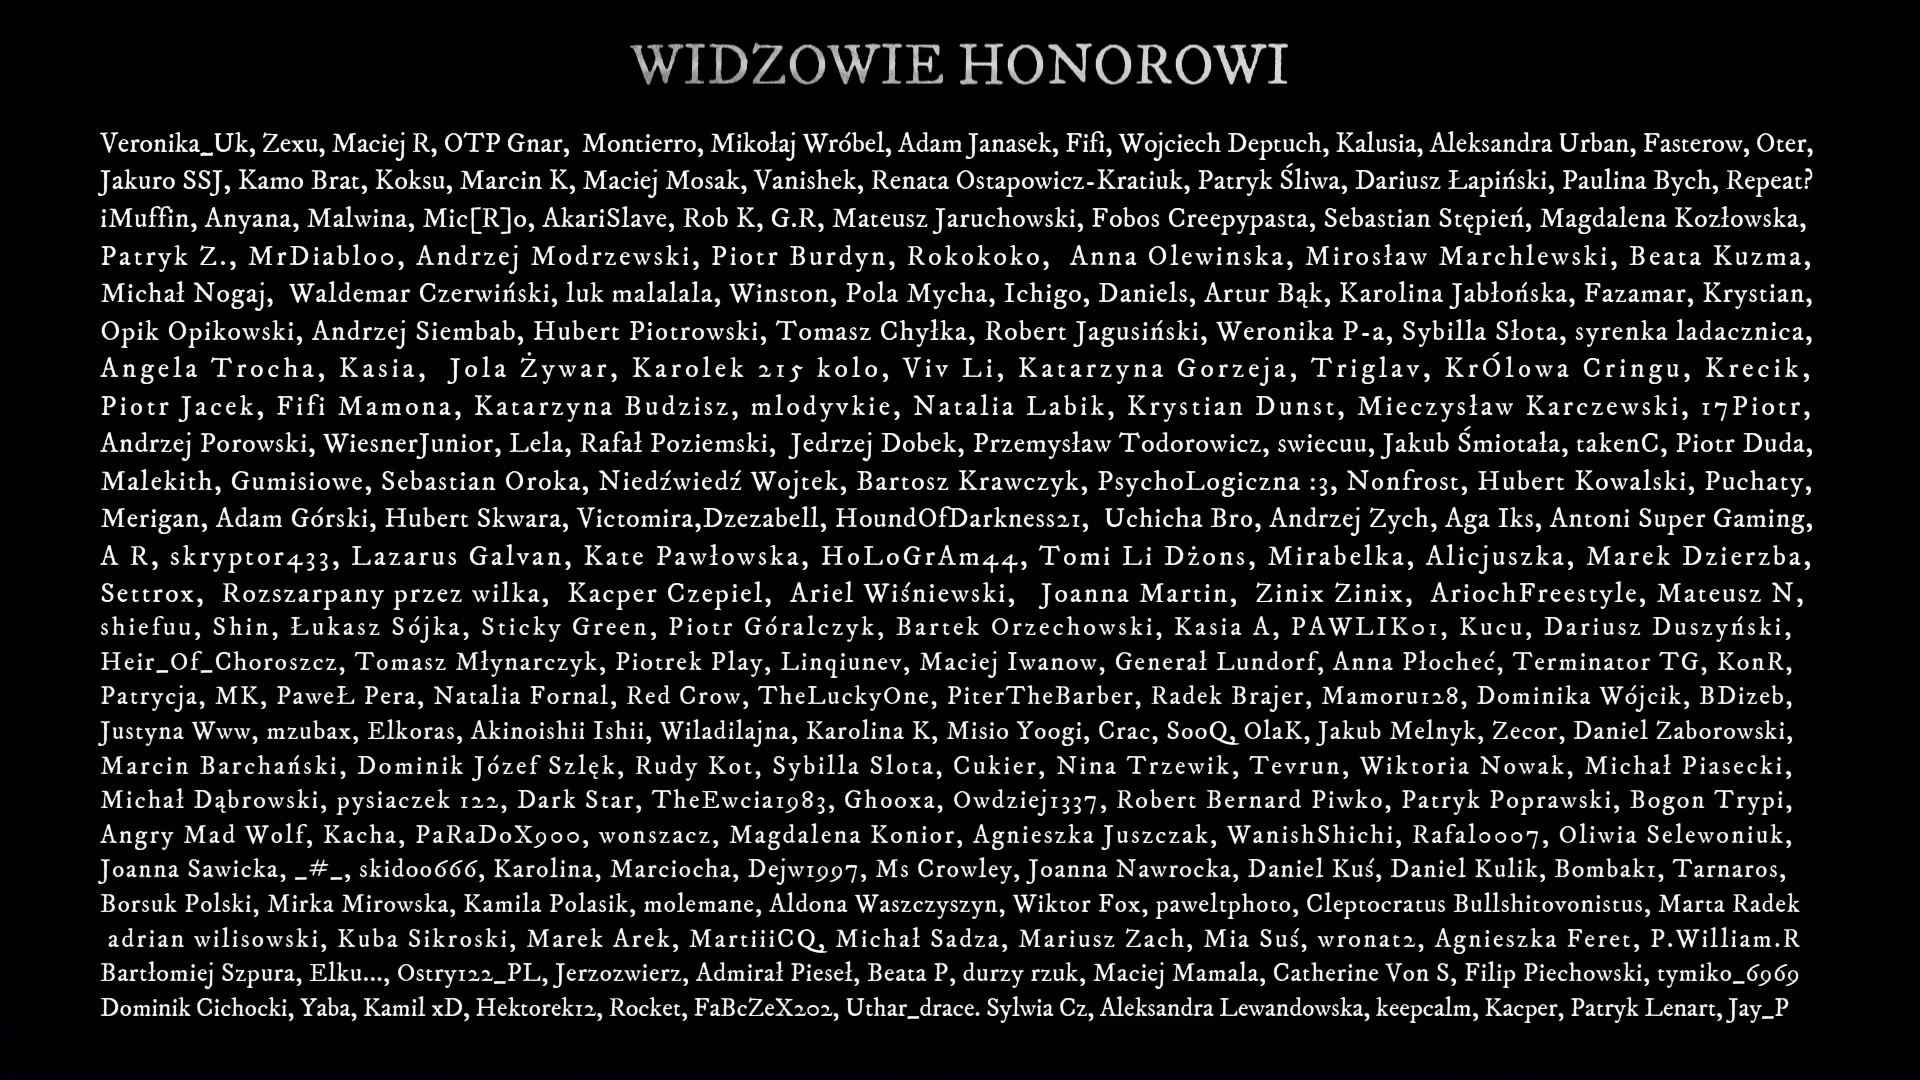 WIDZOWIE HONOROWI
Veronika_Uk, Zexu, Maciej R, OTP Gnar, Montierro, Mikołaj Wróbel, Adam Janasek, Fifi, Wojciech Deptuch, Kalusia, Aleksandra Urban, Fasterow, Oter,
Jakuro SSJ, Kamo Brat, Koksu, Marcin K, Maciej Mosak, Vanishek, Renata Ostapowicz-Kratiuk, Patryk Śliwa, Dariusz Łapiński, Paulina Bych, Repeat?
iMuffin, Anyana, Malwina, Mic[R]o, AkariSlave, Rob K, G.R, Mateusz Jaruchowski, Fobos Creepypasta, Sebastian Stępień, Magdalena Kozłowska,
Patryk Z., MrDiabloo, Andrzej Modrzewski, Piotr Burdyn, Rokokoko, Anna Olewinska, Mirosław Marchlewski, Beata Kuzma,
Michał Nogaj, Waldemar Czerwiński, luk malalala, Winston, Pola Mycha, Ichigo, Daniels, Artur Bąk, Karolina Jabłońska, Fazamar, Krystian,
Opik Opikowski, Andrzej Siembab, Hubert Piotrowski, Tomasz Chyłka, Robert Jagusiński, Weronika P-a, Sybilla Słota, syrenka ladacznica,
Angela Trocha, Kasia, Jola Żywar, Karolek 215 kolo, Viv Li, Katarzyna Gorzeja, Triglav, KrÓlowa Cringu, Krecik,
Piotr Jacek, Fifi Mamona, Katarzyna Budzisz, mlodyvkie, Natalia Labik, Krystian Dunst, Mieczysław Karczewski, 17Piotr,
Andrzej Porowski, WiesnerJunior, Lela, Rafał Poziemski, Jedrzej Dobek, Przemysław Todorowicz, swiecuu, Jakub Śmiotała, takenC, Piotr Duda,
Malekith, Gumisiowe, Sebastian Oroka, Niedźwiedź Wojtek, Bartosz Krawczyk, PsychoLogiczna :3, Nonfrost, Hubert Kowalski, Puchaty,
Merigan, Adam Górski, Hubert Skwara, Victomira,Dzezabell, HoundOfDarkness21, Uchicha Bro, Andrzej Zych, Aga Iks, Antoni Super Gaming,
A R, skryptor433, Lazarus Galvan, Kate Pawłowska, HoLoGrAm44, Tomi Li Dżons, Mirabelka, Alicjuszka, Marek Dzierzba,
Settrox, Rozszarpany przez wilka, Kacper Czepiel, Ariel Wiśniewski, Joanna Martin, Zinix Zinix, AriochFreestyle, Mateusz N,
shiefuu, Shin, Łukasz Sójka, Sticky Green, Piotr Góralczyk, Bartek Orzechowski, Kasia A, PAWLIK01, Kucu, Dariusz Duszyński,
Heir_Of_Choroszcz, Tomasz Młynarczyk, Piotrek Play, Linqiunev, Maciej Iwanow, Generał Lundorf, Anna Płocheć, Terminator TG, KonR,
Patrycja, MK, PaweŁ Pera, Natalia Fornal, Red Crow, TheLuckyOne, PiterTheBarber, Radek Brajer, Mamoru128, Dominika Wójcik, BDizeb,
Justyna Www, mzubax, Elkoras, Akinoishii Ishii, Wiladilajna, Karolina K, Misio Yoogi, Crac, SooQ, OlaK, Jakub Melnyk, Zecor, Daniel Zaborowski,
Marcin Barchański, Dominik Józef Szlęk, Rudy Kot, Sybilla Slota, Cukier, Nina Trzewik, Tevrun, Wiktoria Nowak, Michał Piasecki,
Michał Dąbrowski, pysiaczek 122, Dark Star, TheEwcia1983, Ghooxa, Owdziej1337, Robert Bernard Piwko, Patryk Poprawski, Bogon Trypi,
Angry Mad Wolf, Kacha, PaRaDoX900, wonszacz, Magdalena Konior, Agnieszka Juszczak, WanishShichi, Rafal0007, Oliwia Selewoniuk,
Joanna Sawicka, _#_, skidoo666, Karolina, Marciocha, Dejw1997, Ms Crowley, Joanna Nawrocka, Daniel Kuś, Daniel Kulik, Bombak1, Tarnaros,
Borsuk Polski, Mirka Mirowska, Kamila Polasik, molemane, Aldona Waszczyszyn, Wiktor Fox, paweltphoto, Cleptocratus Bullshitovonistus, Marta Radek
adrian wilisowski, Kuba Sikroski, Marek Arek, MartiiiCQ, Michał Sadza, Mariusz Zach, Mia Suś, wronat2, Agnieszka Feret, P.William.R
Bartłomiej Szpura, Elku..., Ostry122_PL, Jerzozwierz, Admirał Pieseł, Beata P, durzy rzuk, Maciej Mamala, Catherine Von S, Filip Piechowski, tymiko_6969
Dominik Cichocki, Yaba, Kamil xD, Hektorek12, Rocket, FaBcZeX202, Uthar_drace. Sylwia Cz, Aleksandra Lewandowska, keepcalm, Kacper, Patryk Lenart, Jay_P